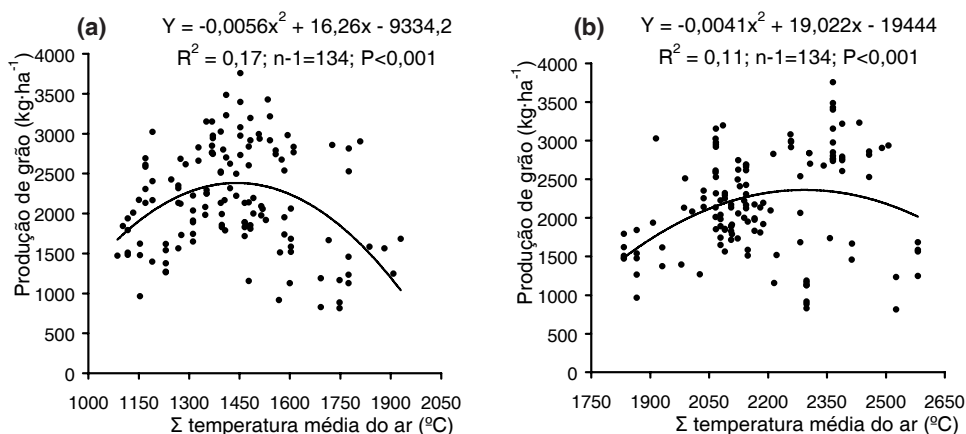 (a) Y = -0,0056x² + 16,26x - 9334,2
R² = 0,17; n-1=134; P<0,001
Produção de grão (kg·ha⁻¹)
4000
3500
3000
2500
2000
1500
1000
500
0
1000 1150 1300 1450 1600 1750 1900 2050
Σ temperatura média do ar (ºC)
(b) Y = -0,0041x² + 19,022x - 19444
R² = 0,11; n-1=134; P<0,001
Produção de grão (kg·ha⁻¹)
4000
3500
3000
2500
2000
1500
1000
500
0
1750 1900 2050 2150 2350 2500 2650
Σ temperatura média do ar (ºC)